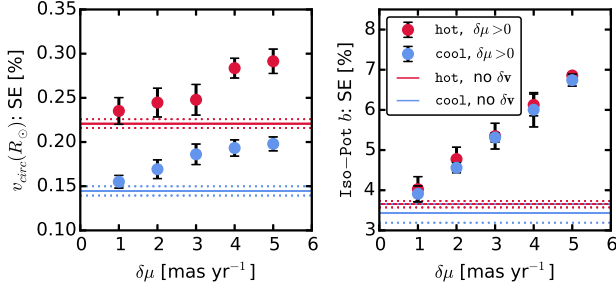 v_circ(R_⊙): SE [%]
0.35
0.30
0.25
0.20
0.15
0.10
0 1 2 3 4 5 6
δμ [mas yr⁻¹]
Iso−Pot b: SE [%]
8
7
6
5
4
3
0 1 2 3 4 5 6
δμ [mas yr⁻¹]
hot, δμ>0
cool, δμ>0
hot, no δv
cool, no δv